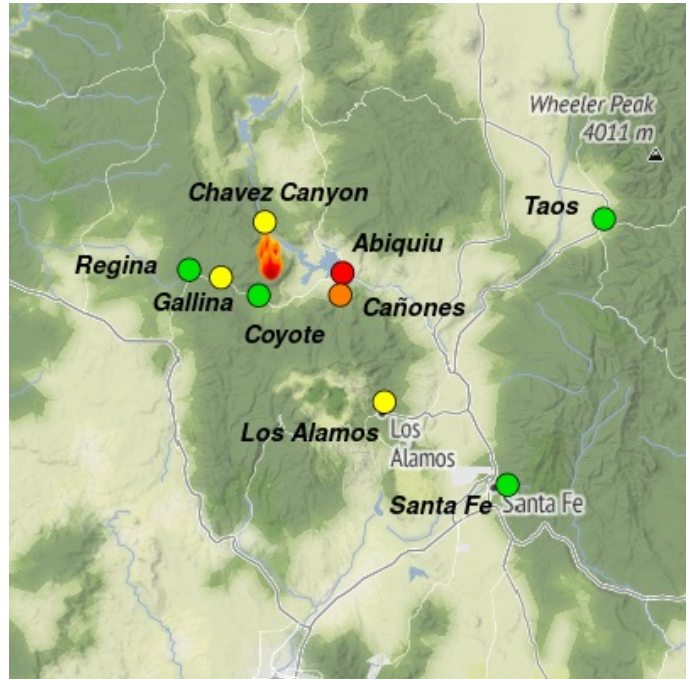 Wheeler Peak
4011 m
Chavez Canyon
Taos
Abiquiu
Regina
Gallina
Cañones
Coyote
Los Alamos
Los
Alamos
Santa Fe
Santa Fe